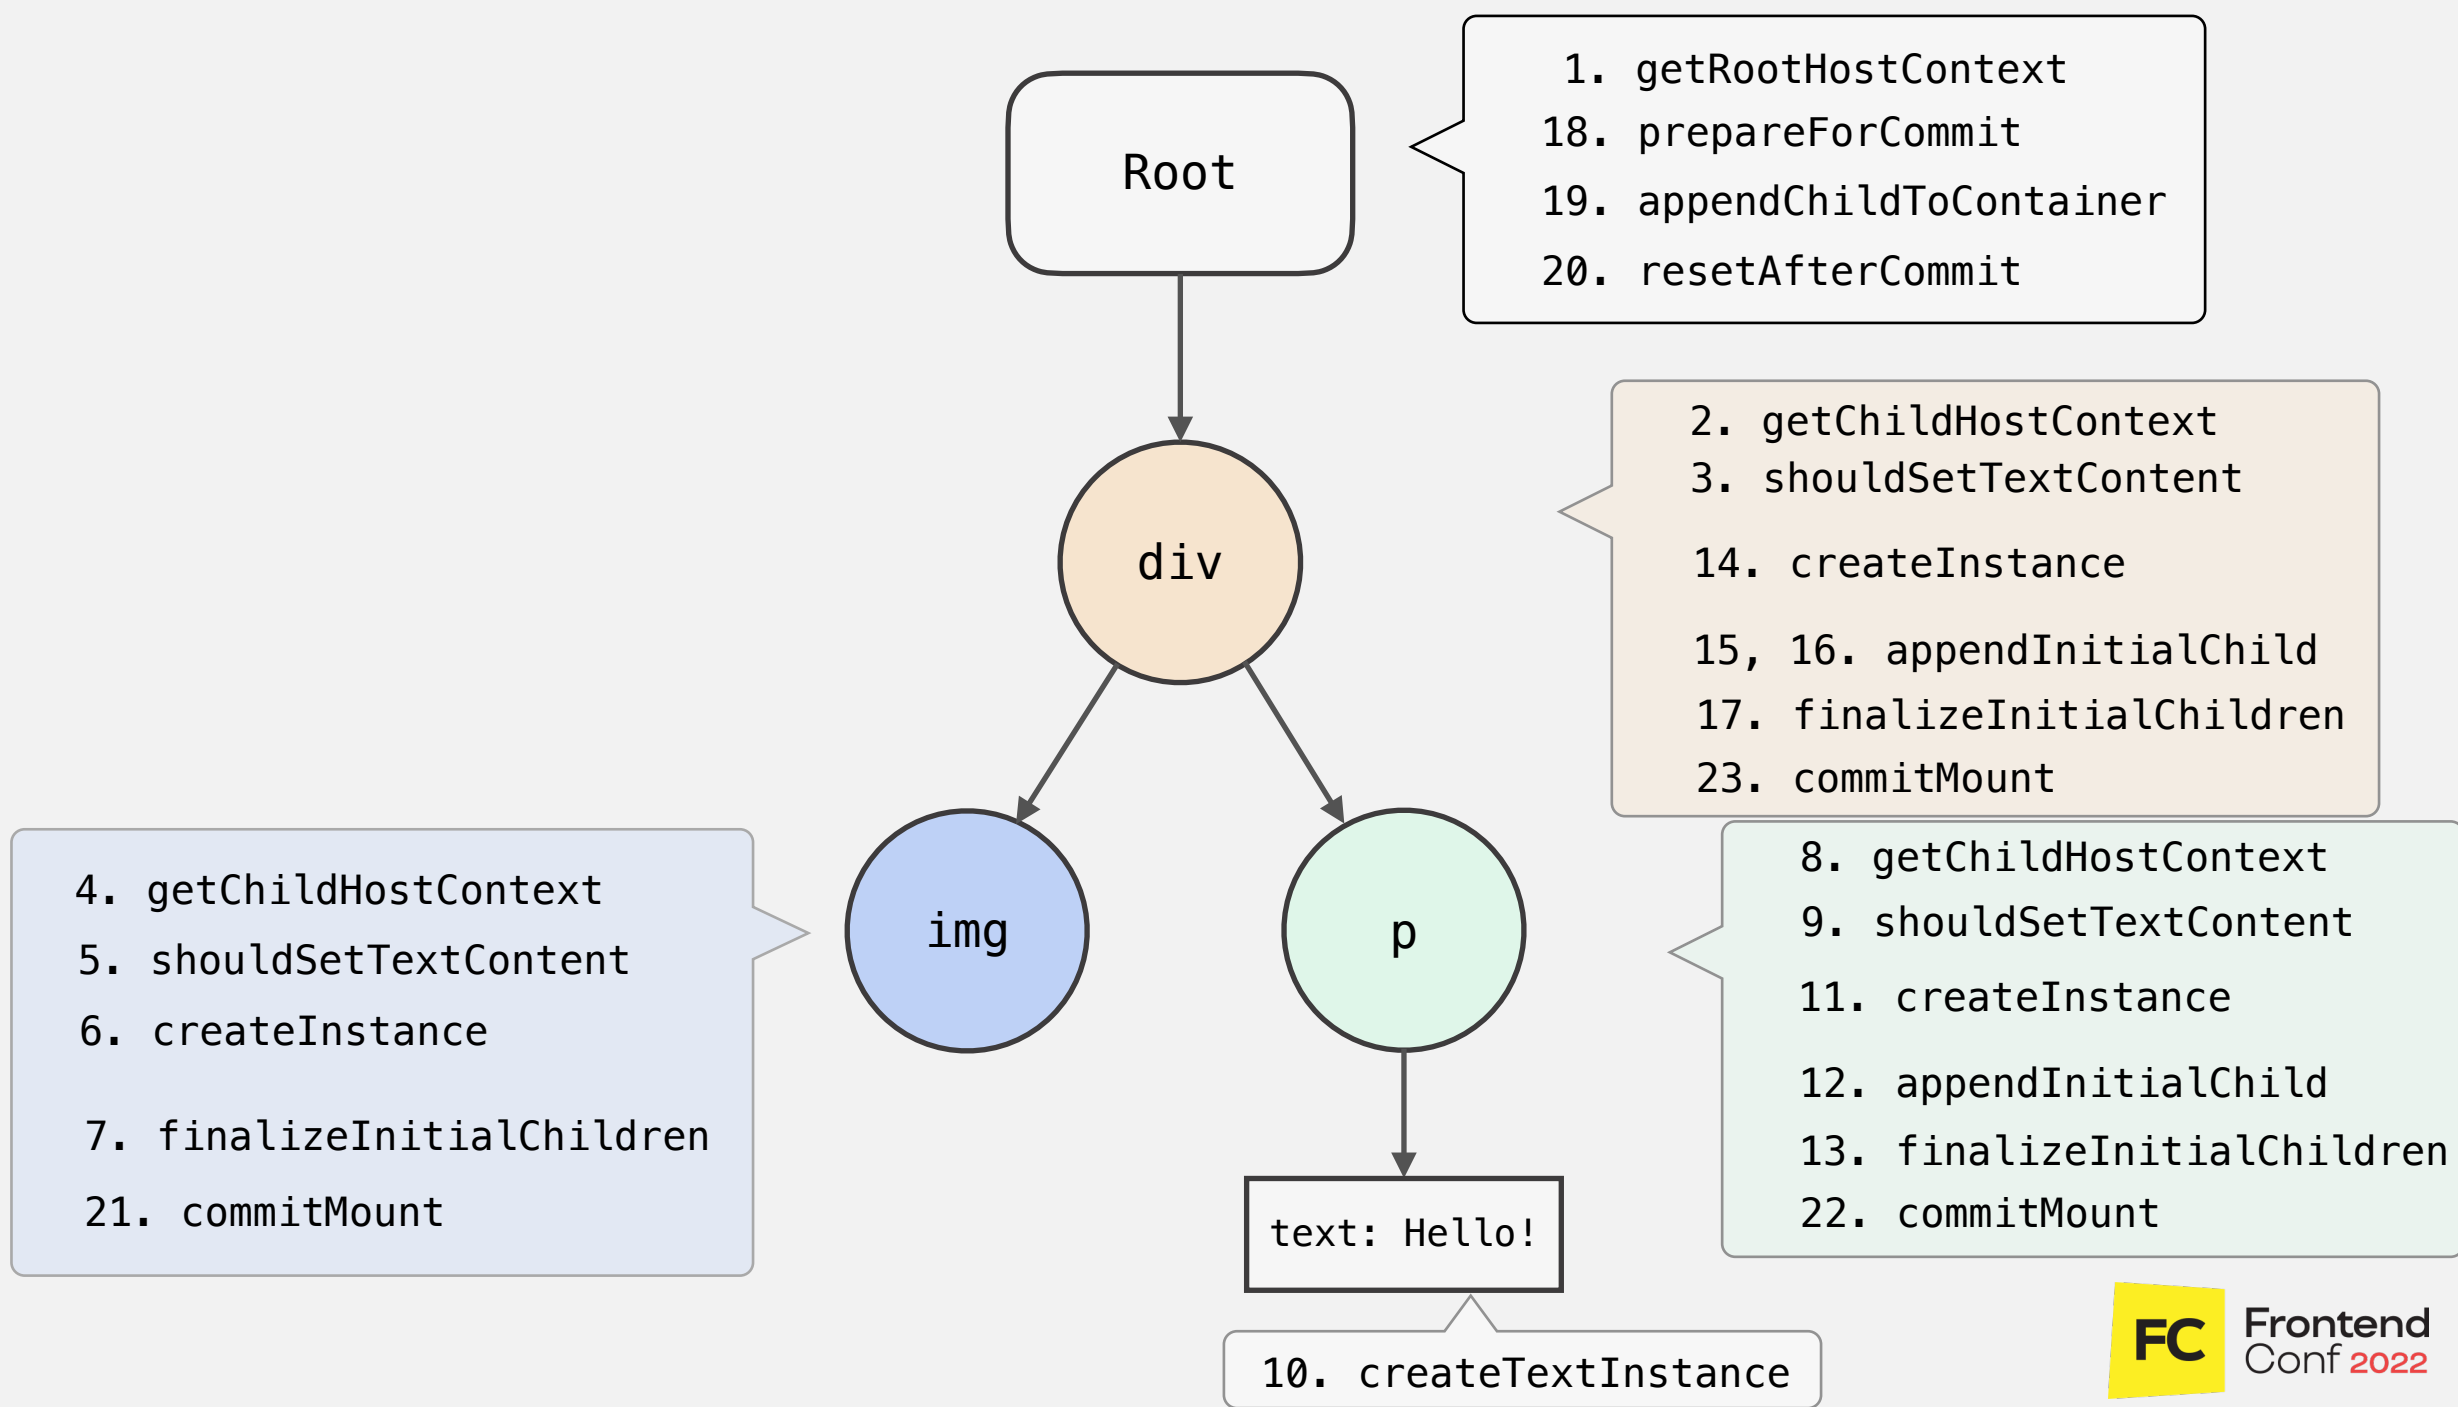 Root
1. getRootHostContext
18. prepareForCommit
19. appendChildToContainer
20. resetAfterCommit
div
2. getChildHostContext
3. shouldSetTextContent
14. createInstance
15, 16. appendInitialChild
17. finalizeInitialChildren
23. commitMount
4. getChildHostContext
5. shouldSetTextContent
6. createInstance
7. finalizeInitialChildren
21. commitMount
img
p
8. getChildHostContext
9. shouldSetTextContent
11. createInstance
12. appendInitialChild
13. finalizeInitialChildren
22. commitMount
text: Hello!
10. createTextInstance
FC
Frontend
Conf 2022